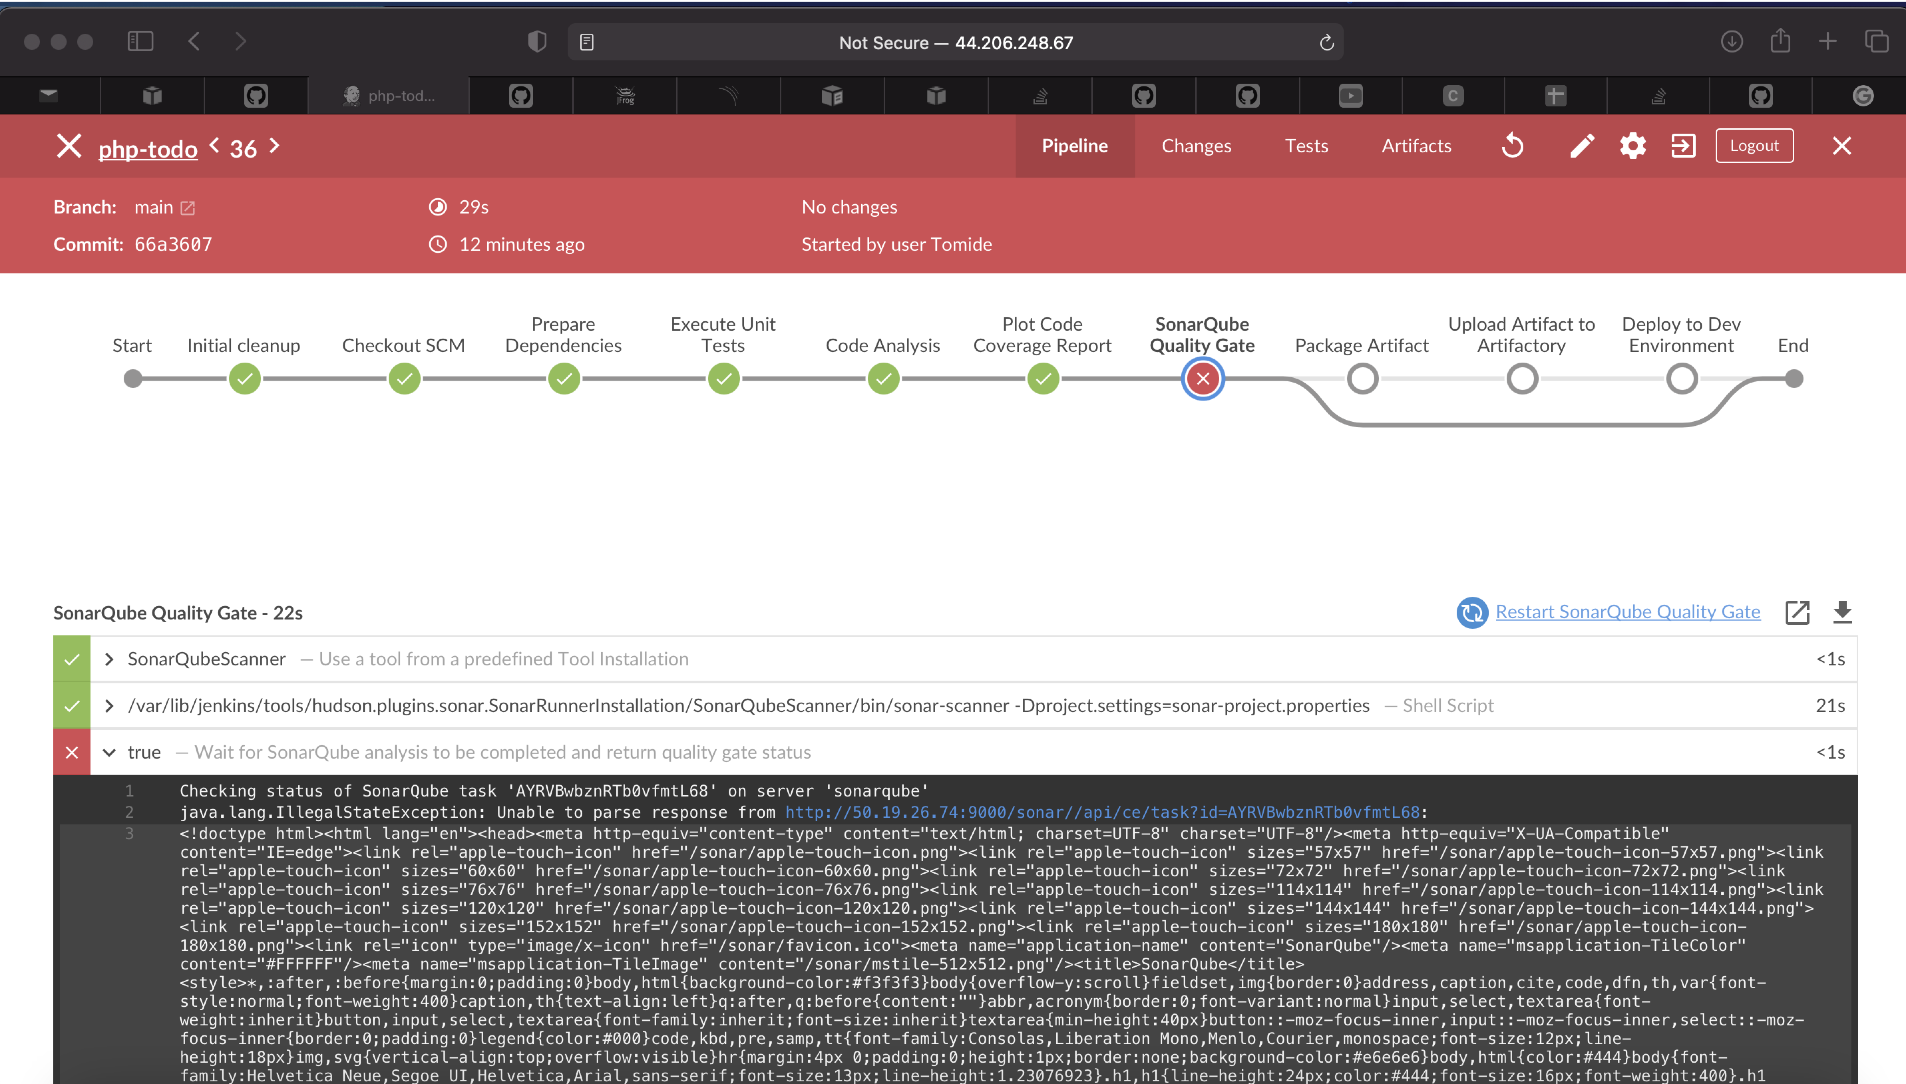 Not Secure — 44.206.248.67
php-tod...
JFrog
C
G
php-todo 36
Pipeline Changes Tests Artifacts Logout
Branch: main 29s No changes
Commit: 66a3607 12 minutes ago Started by user Tomide
Start
Initial cleanup
Checkout SCM
Prepare
Dependencies
Execute Unit
Tests
Code Analysis
Plot Code
Coverage Report
SonarQube
Quality Gate
Package Artifact
Upload Artifact to
Artifactory
Deploy to Dev
Environment
End
SonarQube Quality Gate - 22s Restart SonarQube Quality Gate
SonarQubeScanner — Use a tool from a predefined Tool Installation <1s
/var/lib/jenkins/tools/hudson.plugins.sonar.SonarRunnerInstallation/SonarQubeScanner/bin/sonar-scanner -Dproject.settings=sonar-project.properties — Shell Script 21s
true — Wait for SonarQube analysis to be completed and return quality gate status <1s
1 Checking status of SonarQube task 'AYRVBwbznRTb0vfmtL68' on server 'sonarqube'
2 java.lang.IllegalStateException: Unable to parse response from http://50.19.26.74:9000/sonar//api/ce/task?id=AYRVBwbznRTb0vfmtL68:
3 <!doctype html><html lang="en"><head><meta http-equiv="content-type" content="text/html; charset=UTF-8" charset="UTF-8"/><meta http-equiv="X-UA-Compatible"
content="IE=edge"><link rel="apple-touch-icon" href="/sonar/apple-touch-icon.png"><link rel="apple-touch-icon" sizes="57x57" href="/sonar/apple-touch-icon-57x57.png"><link
rel="apple-touch-icon" sizes="60x60" href="/sonar/apple-touch-icon-60x60.png"><link rel="apple-touch-icon" sizes="72x72" href="/sonar/apple-touch-icon-72x72.png"><link
rel="apple-touch-icon" sizes="76x76" href="/sonar/apple-touch-icon-76x76.png"><link rel="apple-touch-icon" sizes="114x114" href="/sonar/apple-touch-icon-114x114.png"><link
rel="apple-touch-icon" sizes="120x120" href="/sonar/apple-touch-icon-120x120.png"><link rel="apple-touch-icon" sizes="144x144" href="/sonar/apple-touch-icon-144x144.png">
<link rel="apple-touch-icon" sizes="152x152" href="/sonar/apple-touch-icon-152x152.png"><link rel="apple-touch-icon" sizes="180x180" href="/sonar/apple-touch-icon-
180x180.png"><link rel="icon" type="image/x-icon" href="/sonar/favicon.ico"><meta name="application-name" content="SonarQube"/><meta name="msapplication-TileColor"
content="#FFFFFF"/><meta name="msapplication-TileImage" content="/sonar/mstile-512x512.png"/><title>SonarQube</title>
<style>*,:after,:before{margin:0;padding:0}body,html{background-color:#f3f3f3}body{overflow-y:scroll}fieldset,img{border:0}address,caption,cite,code,dfn,th,var{font-
style:normal;font-weight:400}caption,th{text-align:left}q:after,q:before{content:""}abbr,acronym{border:0;font-variant:normal}input,select,textarea{font-
weight:inherit}button,input,select,textarea{font-family:inherit;font-size:inherit}textarea{min-height:40px}button::-moz-focus-inner,input::-moz-focus-inner,select::-moz-
focus-inner{border:0;padding:0}legend{color:#000}code,kbd,pre,samp,tt{font-family:Consolas,Liberation Mono,Menlo,Courier,monospace;font-size:12px;line-
height:18px}img,svg{vertical-align:top;overflow:visible}hr{margin:4px 0;padding:0;height:1px;border:none;background-color:#e6e6e6}body,html{color:#444}body{font-
family:Helvetica Neue,Segoe UI,Helvetica,Arial,sans-serif;font-size:13px;line-height:1.23076923}.h1,h1{line-height:24px;color:#444;font-size:16px;font-weight:400}.h1